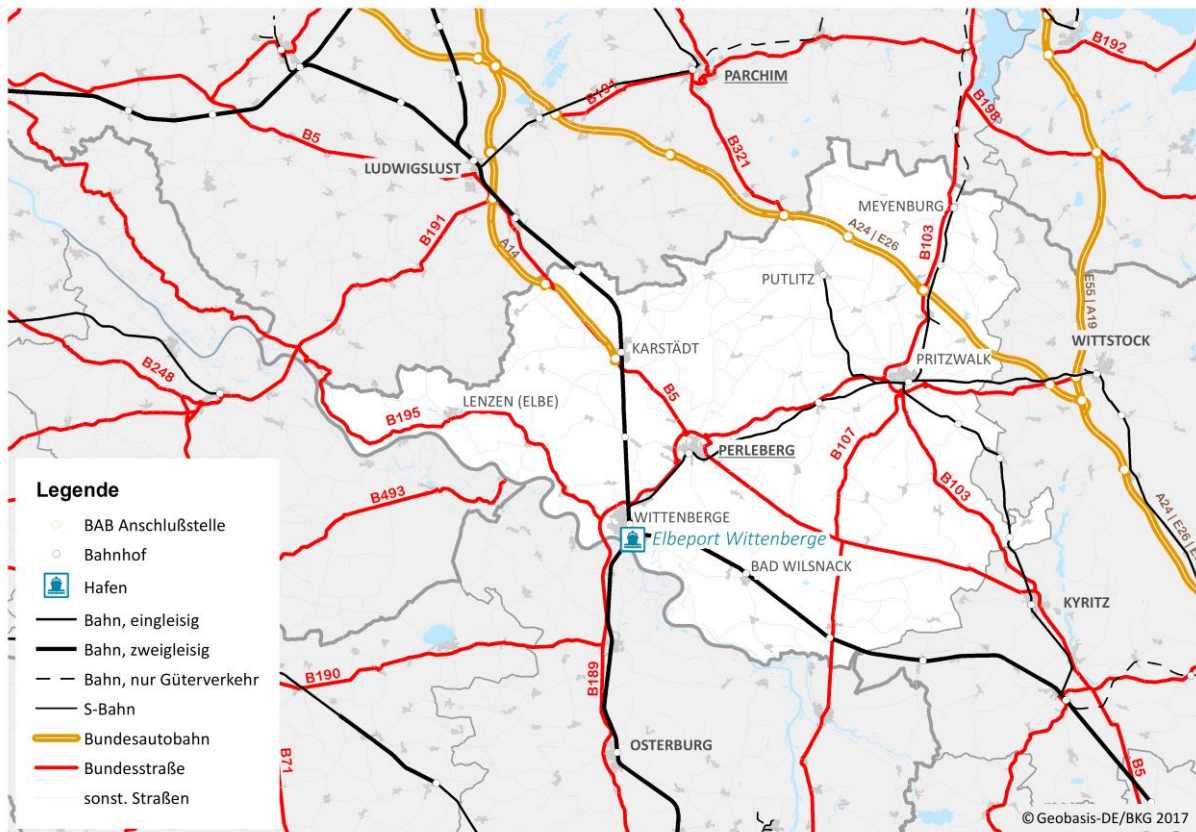 B192
B191
PARCHIM
B198
B5
B321
LUDWIGSLUST
MEYENBURG
B191
A24 | E26
B103
A14
PUTLITZ
E55 | A19
WITTSTOCK
KARSTÄDT
PRITZWALK
B248
LENZEN (ELBE)
B5
B195
B107
PERLEBERG
B103
B493
A24 | E26 | E
WITTENBERGE
Elbeport Wittenberge
BAD WILSNACK
KYRITZ
B190
B189
OSTERBURG
B71
B5
Legende
BAB Anschlußstelle
Bahnhof
Hafen
Bahn, eingleisig
Bahn, zweigleisig
Bahn, nur Güterverkehr
S-Bahn
Bundesautobahn
Bundesstraße
sonst. Straßen
© Geobasis-DE/BKG 2017